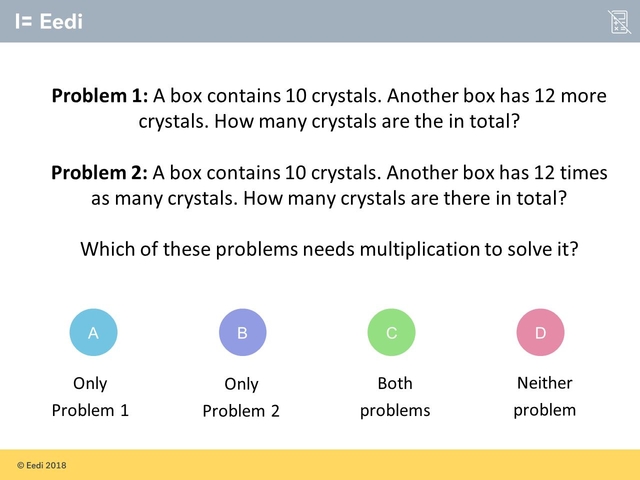 I= Eedi
Problem 1: A box contains 10 crystals. Another box has 12 more
crystals. How many crystals are the in total?
Problem 2: A box contains 10 crystals. Another box has 12 times
as many crystals. How many crystals are there in total?
Which of these problems needs multiplication to solve it?
A
Only
Problem 1
B
Only
Problem 2
C
Both
problems
D
Neither
problem
© Eedi 2018